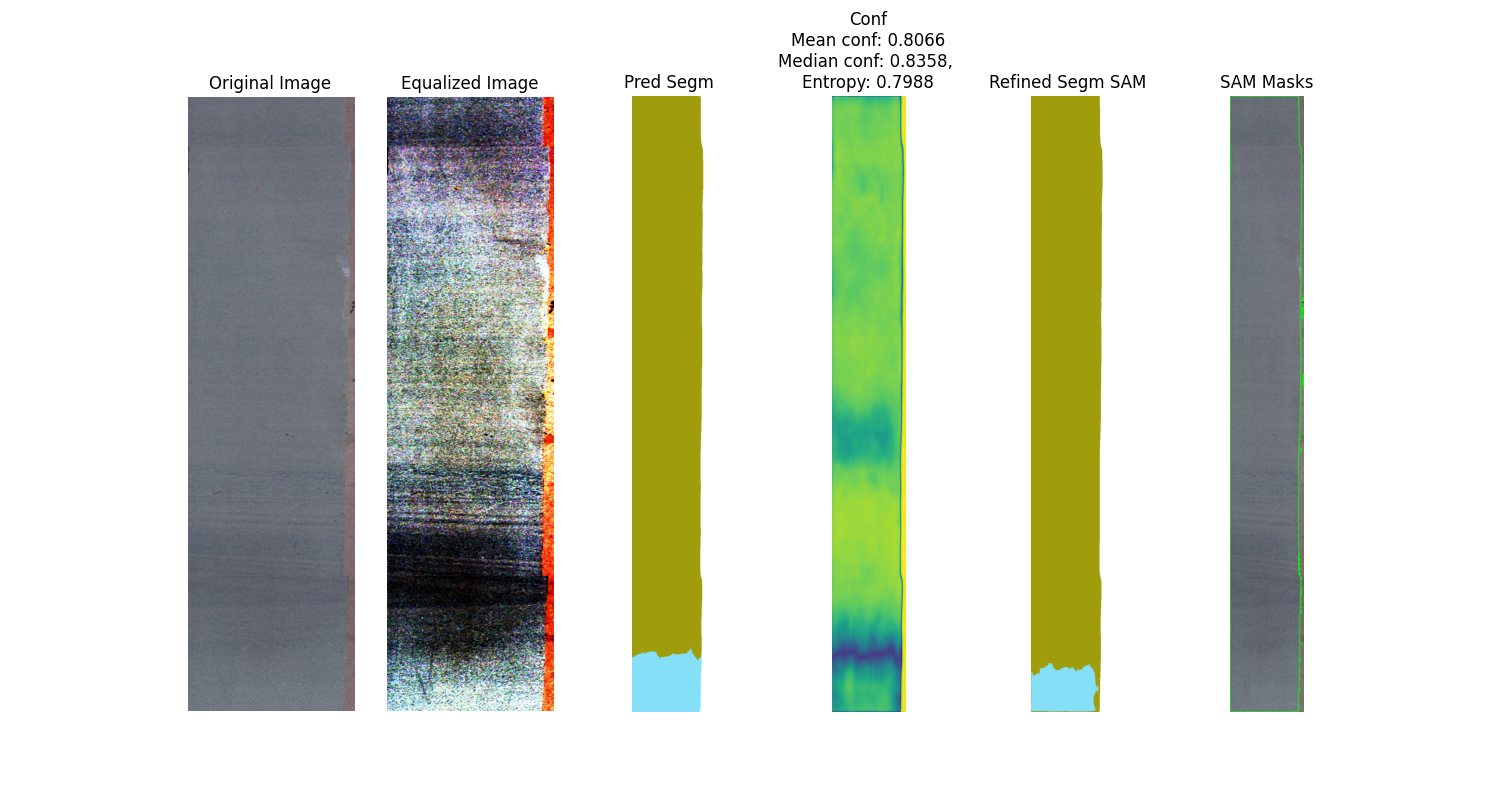 Original Image
Equalized Image
Pred Segm
Conf
Mean conf: 0.8066
Median conf: 0.8358,
Entropy: 0.7988
Refined Segm SAM
SAM Masks